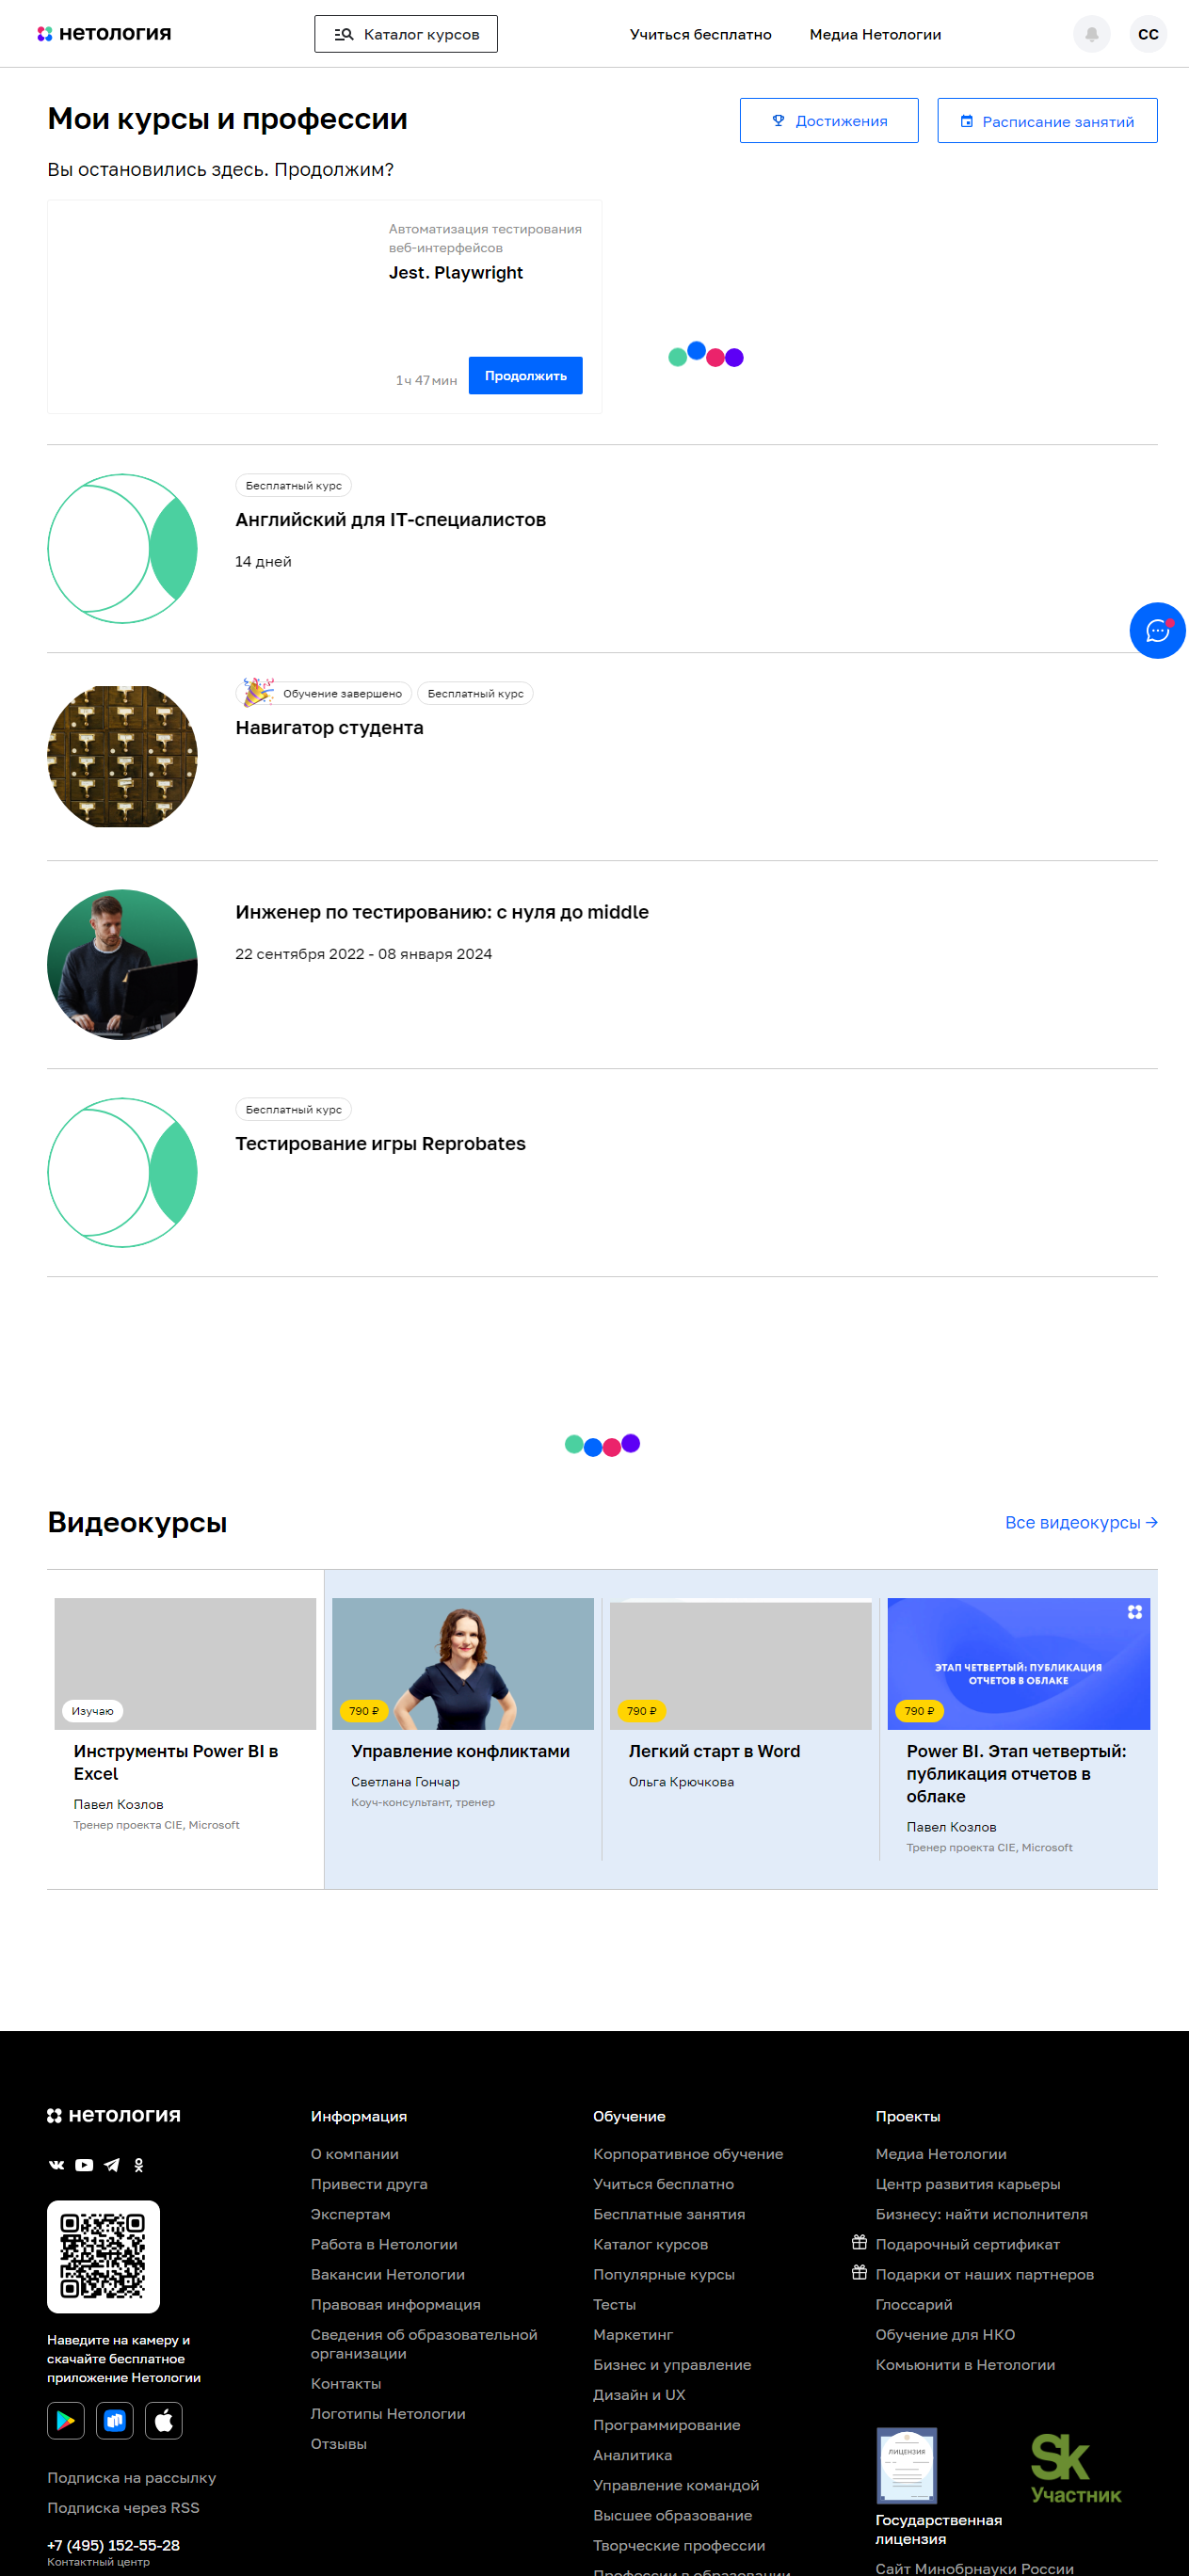 нетология
Каталог курсов
Учиться бесплатно
Медиа Нетологии
СС
Мои курсы и профессии
Достижения
Расписание занятий
Вы остановились здесь. Продолжим?
Автоматизация тестирования
веб-интерфейсов
Jest. Playwright
1 ч 47 мин
Продолжить
Бесплатный курс
Английский для IT-специалистов
14 дней
Обучение завершено
Бесплатный курс
Навигатор студента
Инженер по тестированию: с нуля до middle
22 сентября 2022 - 08 января 2024
Бесплатный курс
Тестирование игры Reprobates
Видеокурсы
Все видеокурсы →
Изучаю
Инструменты Power BI в
Excel
Павел Козлов
Тренер проекта CIE, Microsoft
790 ₽
Управление конфликтами
Светлана Гончар
Коуч-консультант, тренер
790 ₽
Легкий старт в Word
Ольга Крючкова
ЭТАП ЧЕТВЕРТЫЙ: ПУБЛИКАЦИЯ
ОТЧЕТОВ В ОБЛАКЕ
790 ₽
Power BI. Этап четвертый:
публикация отчетов в
облаке
Павел Козлов
Тренер проекта CIE, Microsoft
нетология
Наведите на камеру и
скачайте бесплатное
приложение Нетологии
Подписка на рассылку
Подписка через RSS
+7 (495) 152-55-28
Контактный центр
Информация
О компании
Привести друга
Экспертам
Работа в Нетологии
Вакансии Нетологии
Правовая информация
Сведения об образовательной
организации
Контакты
Логотипы Нетологии
Отзывы
Обучение
Корпоративное обучение
Учиться бесплатно
Бесплатные занятия
Каталог курсов
Популярные курсы
Тесты
Маркетинг
Бизнес и управление
Дизайн и UX
Программирование
Аналитика
Управление командой
Высшее образование
Творческие профессии
Профессии в образовании
Проекты
Медиа Нетологии
Центр развития карьеры
Бизнесу: найти исполнителя
Подарочный сертификат
Подарки от наших партнеров
Глоссарий
Обучение для НКО
Комьюнити в Нетологии
ЛИЦЕНЗИЯ
Государственная
лицензия
Sk
Участник
Сайт Минобрнауки России